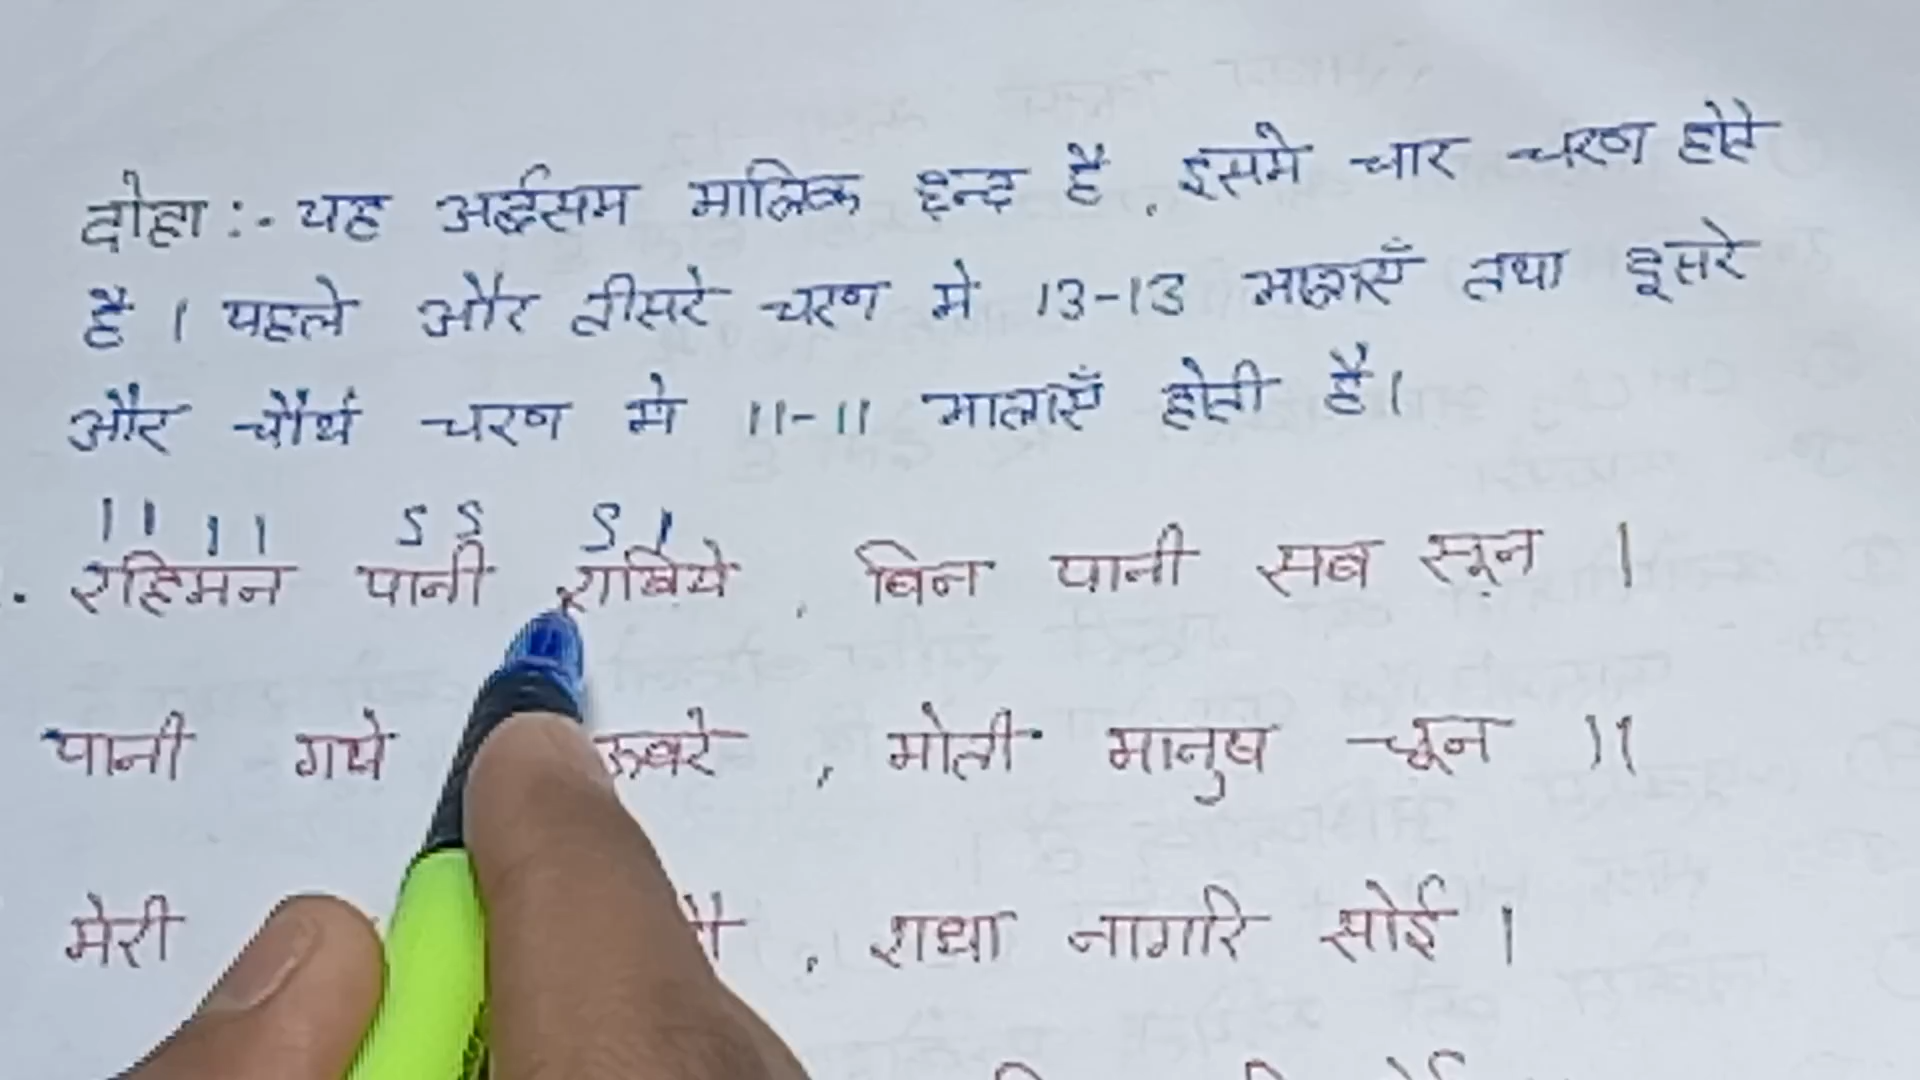 दोहा :- यह अर्द्धसम मात्रिक छन्द है , इसमे चार चरण होते
है । पहले और तीसरे चरण मे 13-13 मात्राएँ तथा दूसरे
और चौथे चरण मे 11-11 मात्राएँ होती है ।
। । । । ऽ ऽ ऽ ।
रहिमन पानी राखिये , बिन पानी सब सून ।
पानी गये ऊबरे , मोती मानुष चून ।।
मेरी , राधा नागरि सोई ।